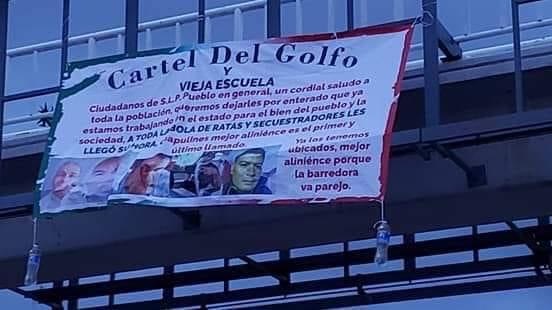 Cartel Del Golfo
Y
VIEJA ESCUELA
Ciudadanos de S.L.P. Pueblo en general, un cordial saludo a
toda la población, queremos dejarles por enterado que ya
estamos trabajando en el estado para el bien del pueblo y la
sociedad, A TODA LA BOLA DE RATAS Y SECUESTRADORES LES
LLEGÓ SU HORA, Chapulines mejor aliniénce es el primer y
último llamado.
Ya los tenemos
ubicados, mejor
aliniénce porque
la barredora
va parejo.